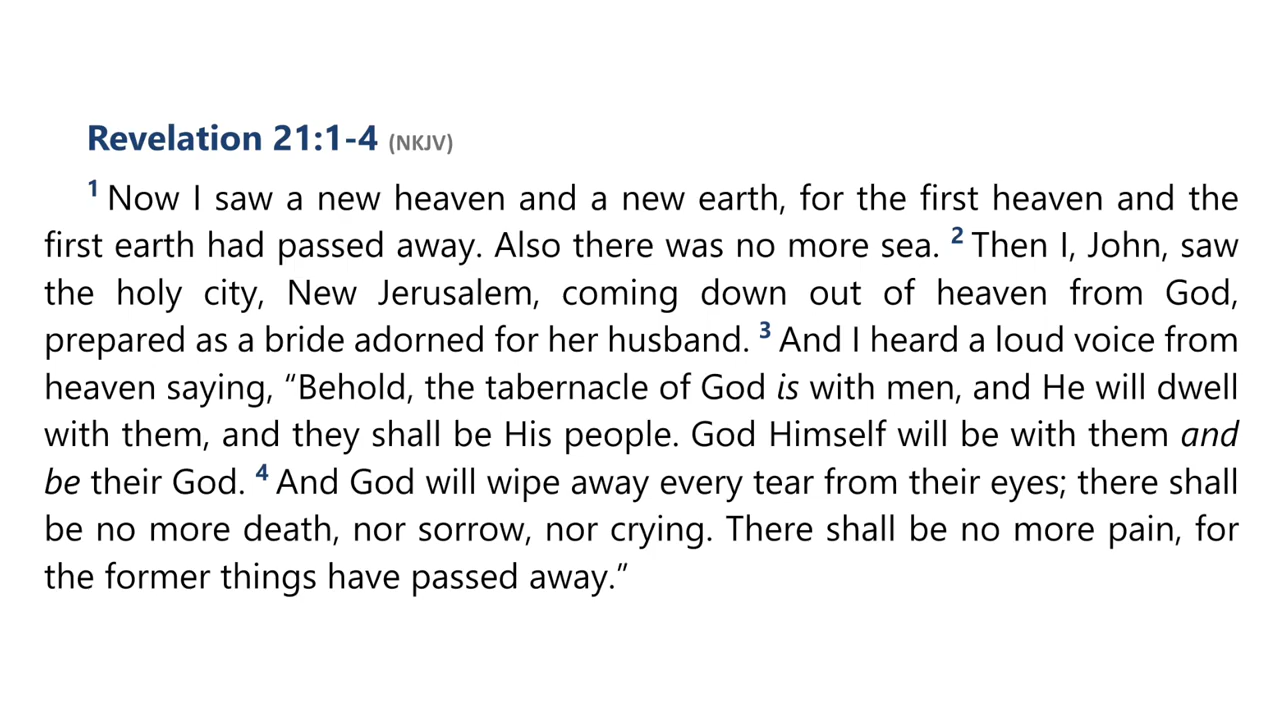 Revelation 21:1-4 (NKJV)
1 Now I saw a new heaven and a new earth, for the first heaven and the
first earth had passed away. Also there was no more sea. 2 Then I, John, saw
the holy city, New Jerusalem, coming down out of heaven from God,
prepared as a bride adorned for her husband. 3 And I heard a loud voice from
heaven saying, “Behold, the tabernacle of God is with men, and He will dwell
with them, and they shall be His people. God Himself will be with them and
be their God. 4 And God will wipe away every tear from their eyes; there shall
be no more death, nor sorrow, nor crying. There shall be no more pain, for
the former things have passed away.”